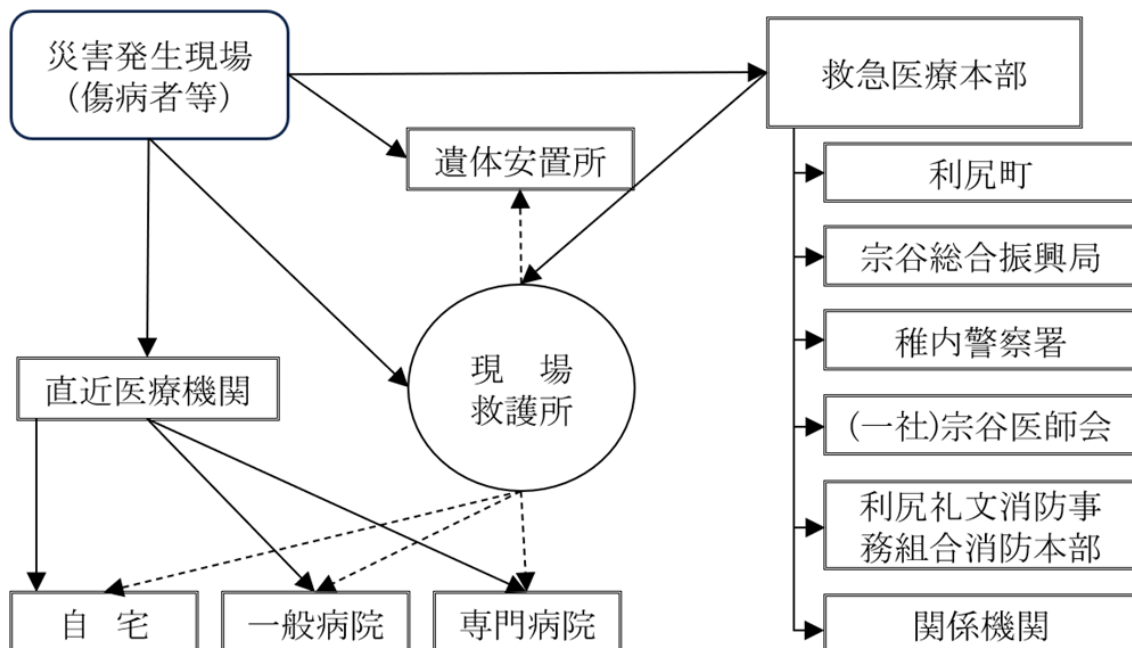 災害発生現場
(傷病者等)
救急医療本部
遺体安置所
利尻町
宗谷総合振興局
稚内警察署
直近医療機関
現　場
救護所
(一社)宗谷医師会
利尻礼文消防事
務組合消防本部
自　宅
一般病院
専門病院
関係機関